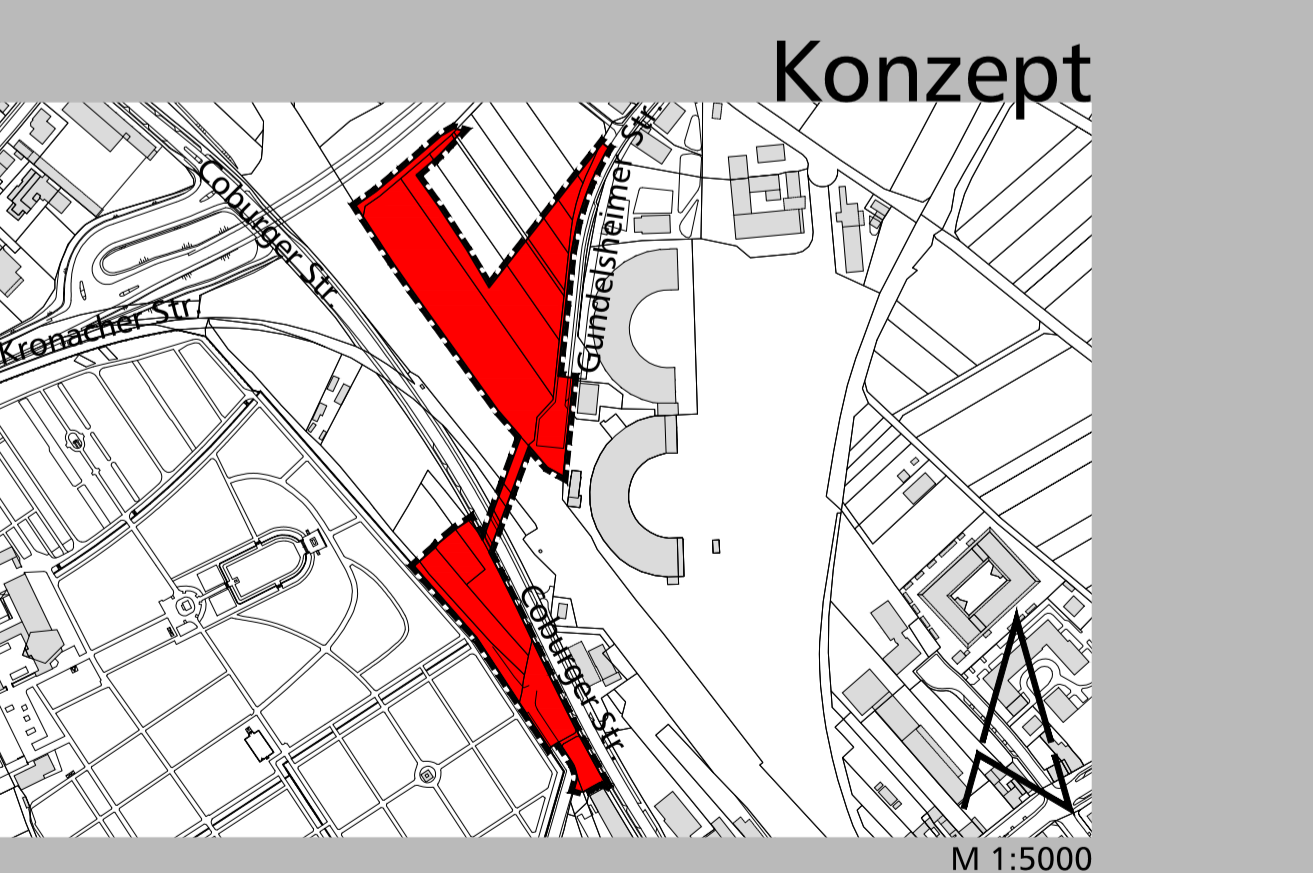 Konzept
Coburger Str.
Gundelsheimer Str.
Kronacher Str.
Coburger Str
M 1:5000